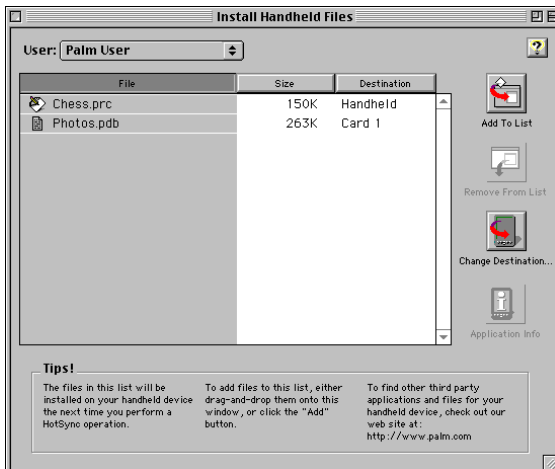 Install Handheld Files
User: Palm User
?
File Size Destination
Chess.prc 150K Handheld
Photos.pdb 263K Card 1
Add To List
Remove From List
Change Destination...
Application Info
Tips!
The files in this list will be
installed on your handheld device
the next time you perform a
HotSync operation.
To add files to this list, either
drag-and-drop them onto this
window, or click the "Add"
button.
To find other third party
applications and files for your
handheld device, check out our
web site at:
http://www.palm.com